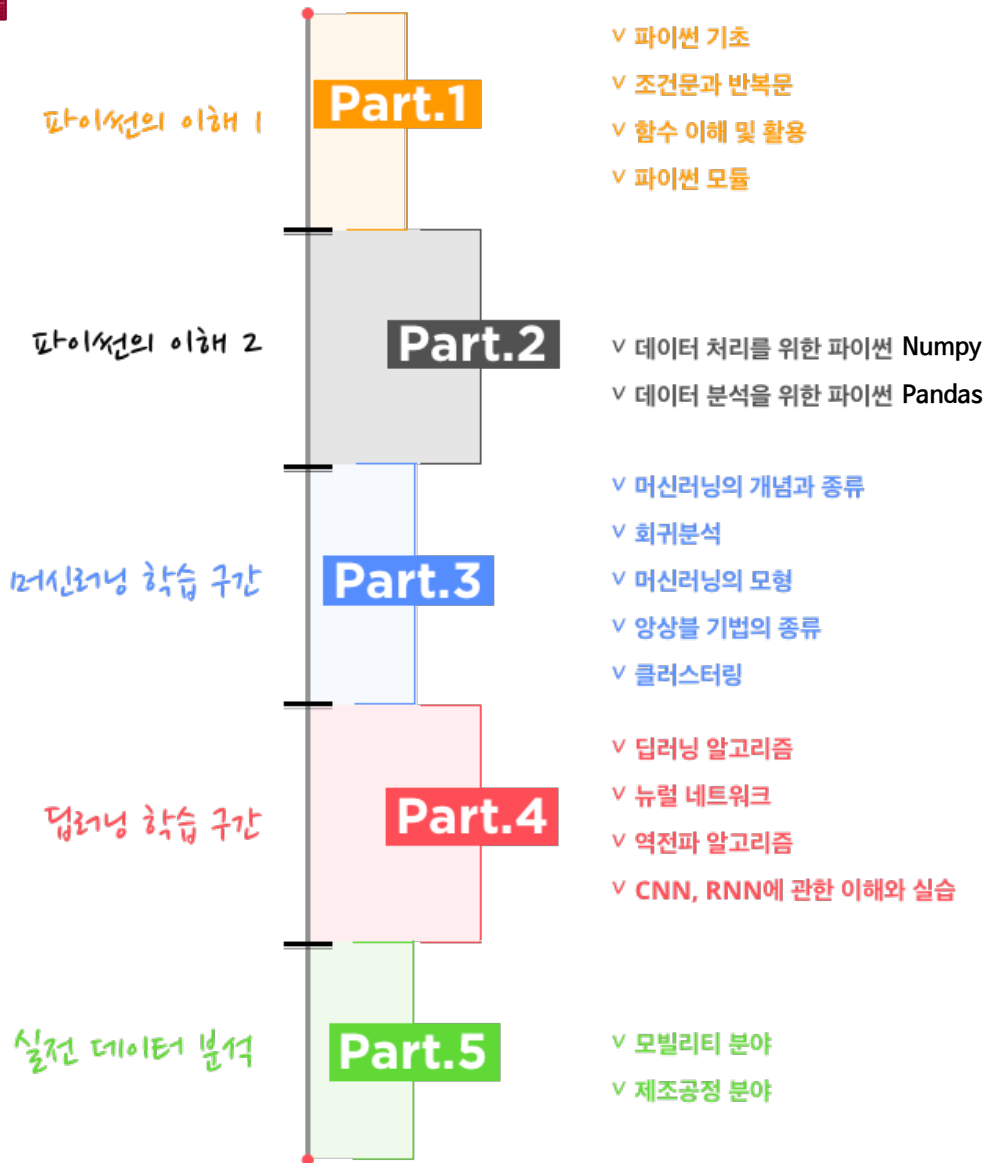 파이썬의 이해 1
Part.1
∨ 파이썬 기초
∨ 조건문과 반복문
∨ 함수 이해 및 활용
∨ 파이썬 모듈
파이썬의 이해 2
Part.2
∨ 데이터 처리를 위한 파이썬 Numpy
∨ 데이터 분석을 위한 파이썬 Pandas
머신러닝 학습 구간
Part.3
∨ 머신러닝의 개념과 종류
∨ 회귀분석
∨ 머신러닝의 모형
∨ 앙상블 기법의 종류
∨ 클러스터링
딥러닝 학습 구간
Part.4
∨ 딥러닝 알고리즘
∨ 뉴럴 네트워크
∨ 역전파 알고리즘
∨ CNN, RNN에 관한 이해와 실습
실전 데이터 분석
Part.5
∨ 모빌리티 분야
∨ 제조공정 분야